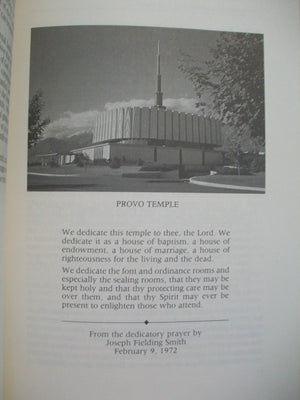 PROVO TEMPLE
We dedicate this temple to thee, the Lord. We
dedicate it as a house of baptism, a house of
endowment, a house of marriage, a house of
righteousness for the living and the dead.
We dedicate the font and ordinance rooms and
especially the sealing rooms, that they may be
kept holy and that thy protecting care may be
over them, and that thy Spirit may ever be
present to enlighten those who attend.
From the dedicatory prayer by
Joseph Fielding Smith
February 9, 1972